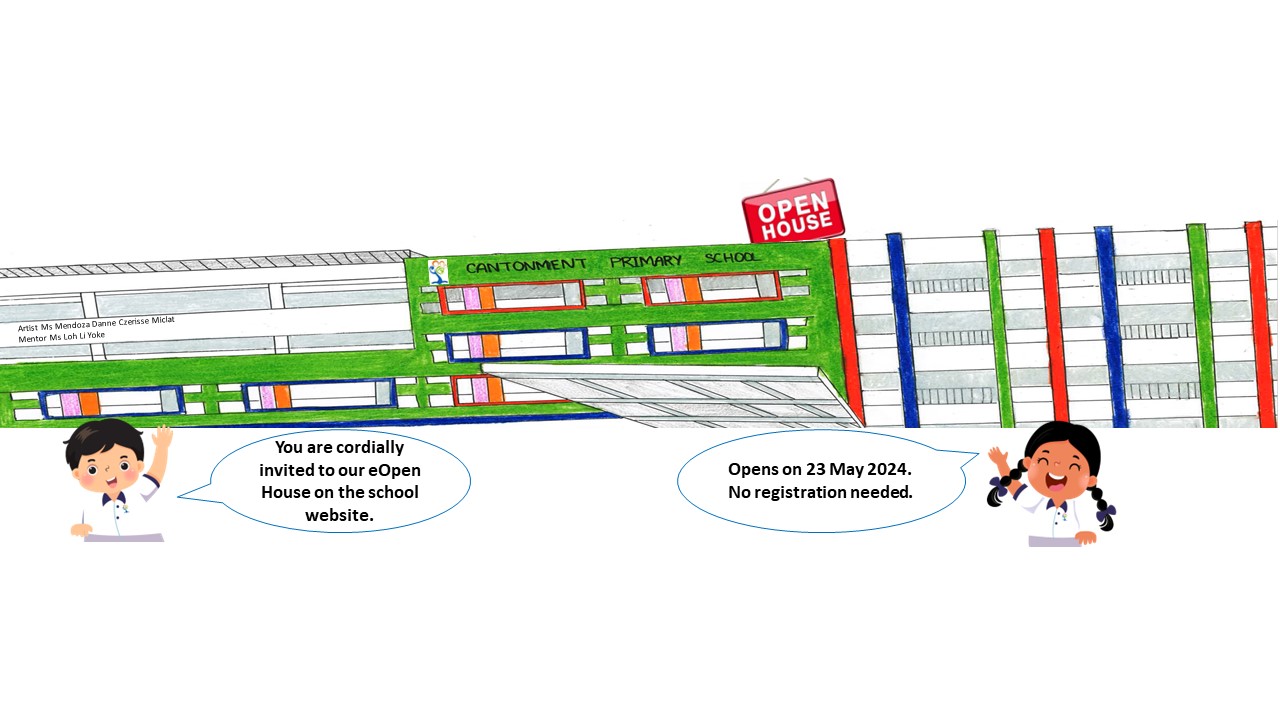 OPEN
HOUSE
CANTONMENT PRIMARY SCHOOL
Artist Ms Mendoza Danne Czerisse Miclat
Mentor Ms Loh Li Yoke
You are cordially
invited to our eOpen
House on the school
website.
Opens on 23 May 2024.
No registration needed.